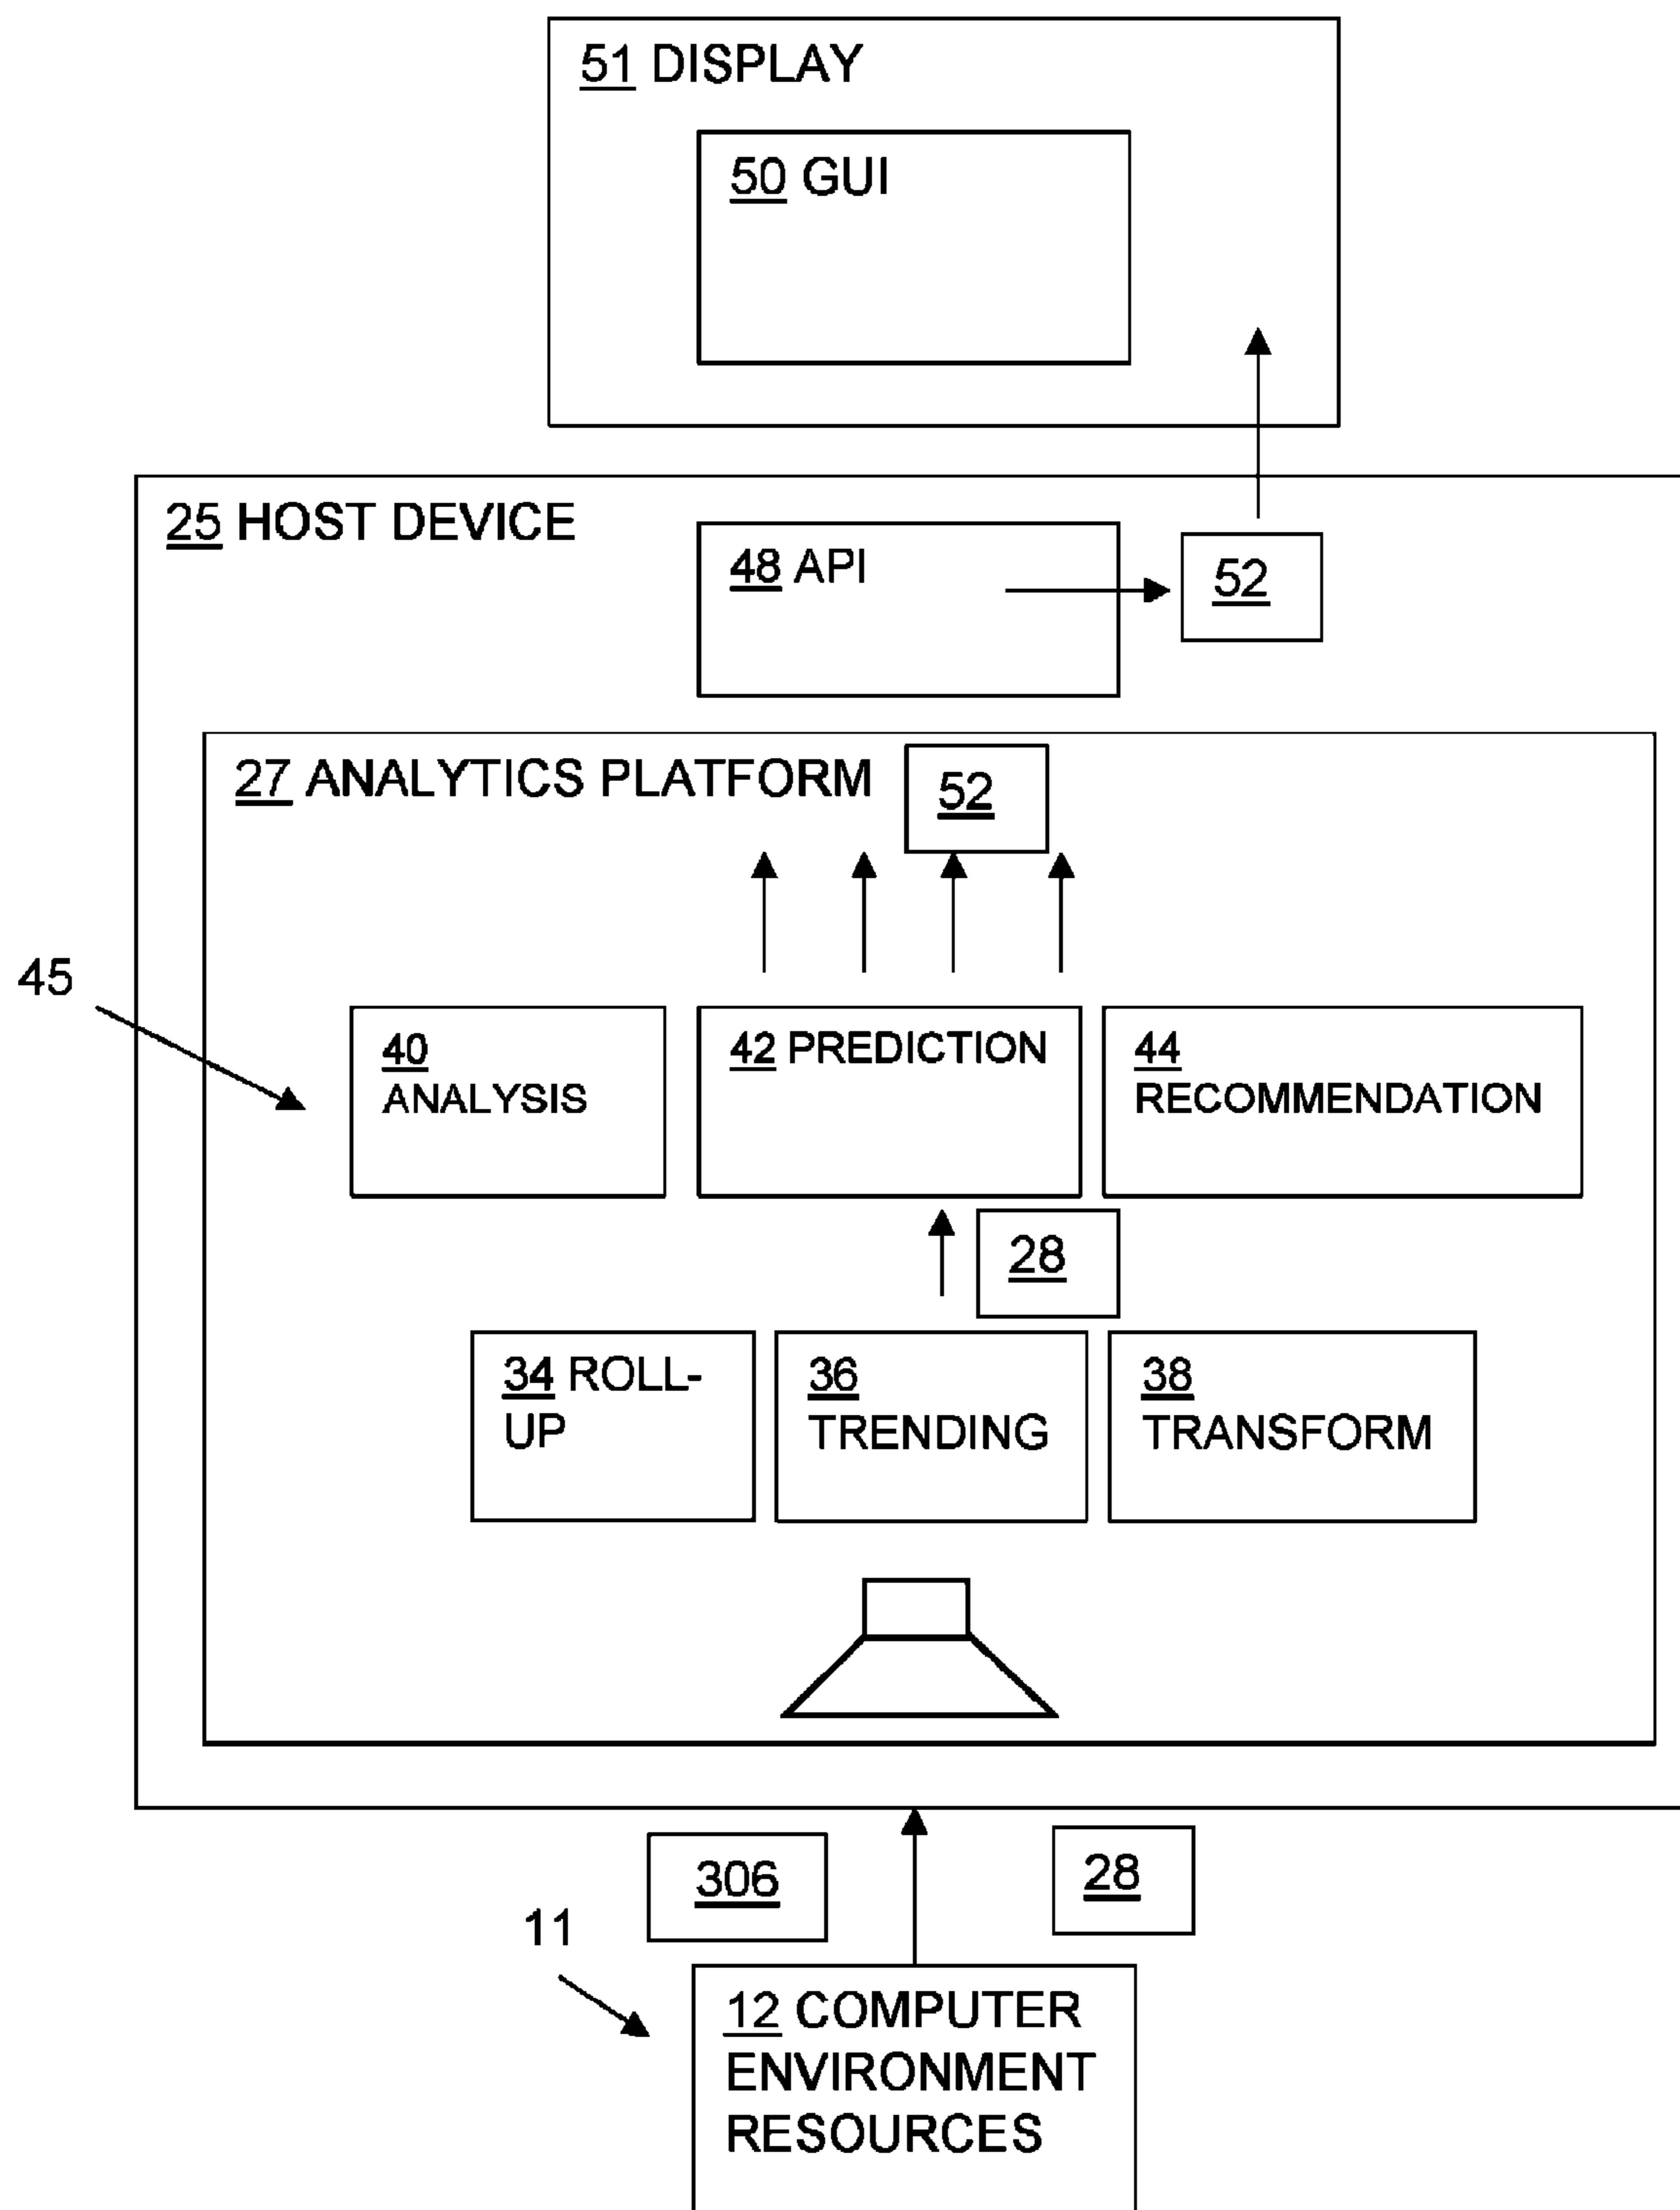 51 DISPLAY
50 GUI
25 HOST DEVICE
48 API
52
27 ANALYTICS PLATFORM
52
45
40
ANALYSIS
42 PREDICTION
44
RECOMMENDATION
28
34 ROLL-
UP
36
TRENDING
38
TRANSFORM
306
28
11
12 COMPUTER
ENVIRONMENT
RESOURCES